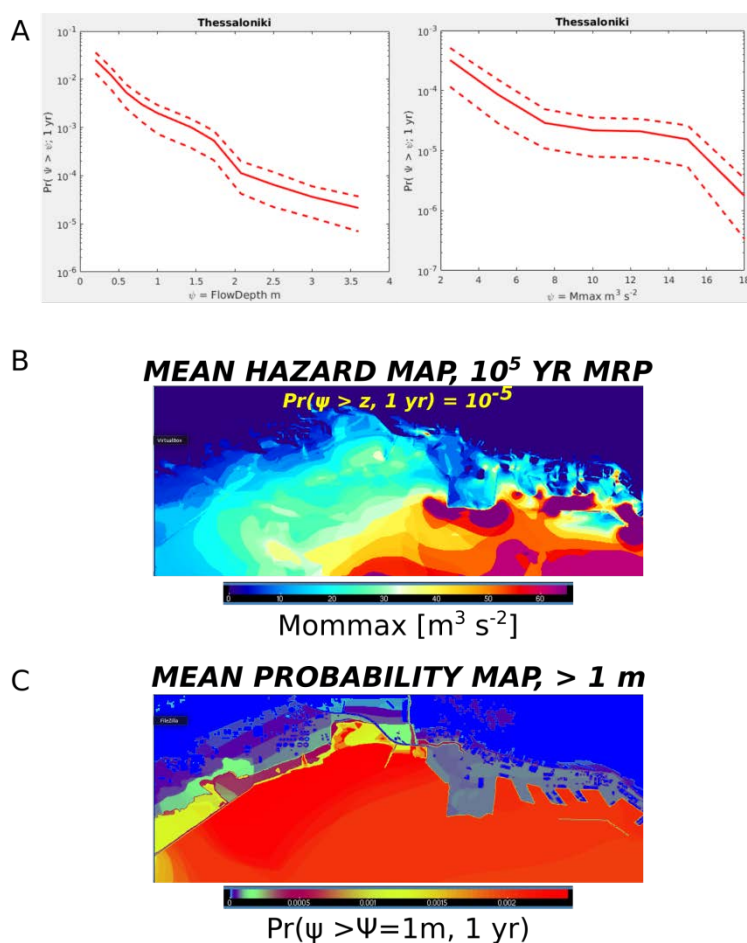 A
Thessaloniki
10-1
10-2
10-3
10-4
10-5
10-6
Pr( Ψ > ψ; 1 yr)
0 0.5 1 1.5 2 2.5 3 3.5 4
ψ = FlowDepth m
Thessaloniki
10-3
10-4
10-5
10-6
10-7
Pr( Ψ > ψ; 1 yr)
2 4 6 8 10 12 14 16 18
ψ = Mmax m3 s-2
B
MEAN HAZARD MAP, 105 YR MRP
Pr(ψ > z, 1 yr) = 10-5
VirtualBox
0 10 20 30 40 50 60
Mommax [m3 s-2]
C
MEAN PROBABILITY MAP, > 1 m
FileZilla
0 0.0005 0.001 0.0015 0.002
Pr(ψ >Ψ=1m, 1 yr)